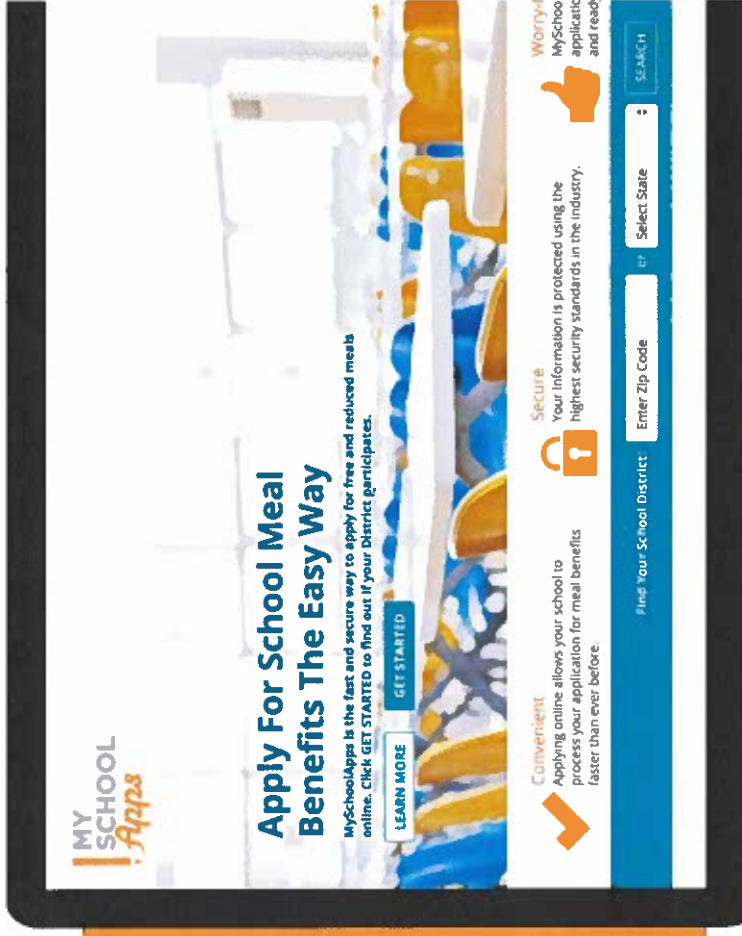 MY
SCHOOL
Apps
Apply For School Meal
Benefits The Easy Way
MySchoolApps is the fast and secure way to apply for free and reduced meals
online. Click GET STARTED to find out if your District participates.
LEARN MORE
GET STARTED
Convenient
Applying online allows your school to
process your application for meal benefits
faster than ever before.
Secure
Your information is protected using the
highest security standards in the industry.
MySchoo
applicatio
and ready
Find Your School District:
Enter Zip Code
or
Select State
SEARCH